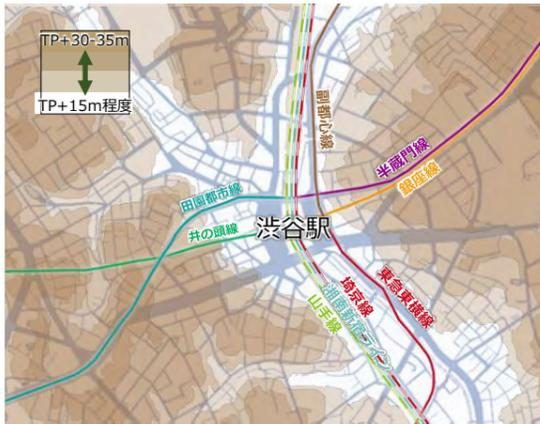 TP+30-35m
TP+15m程度
副都心線
半蔵門線
銀座線
田園都市線
井の頭線
渋谷駅
埼京線
湘南新宿ライン
山手線
東急東横線